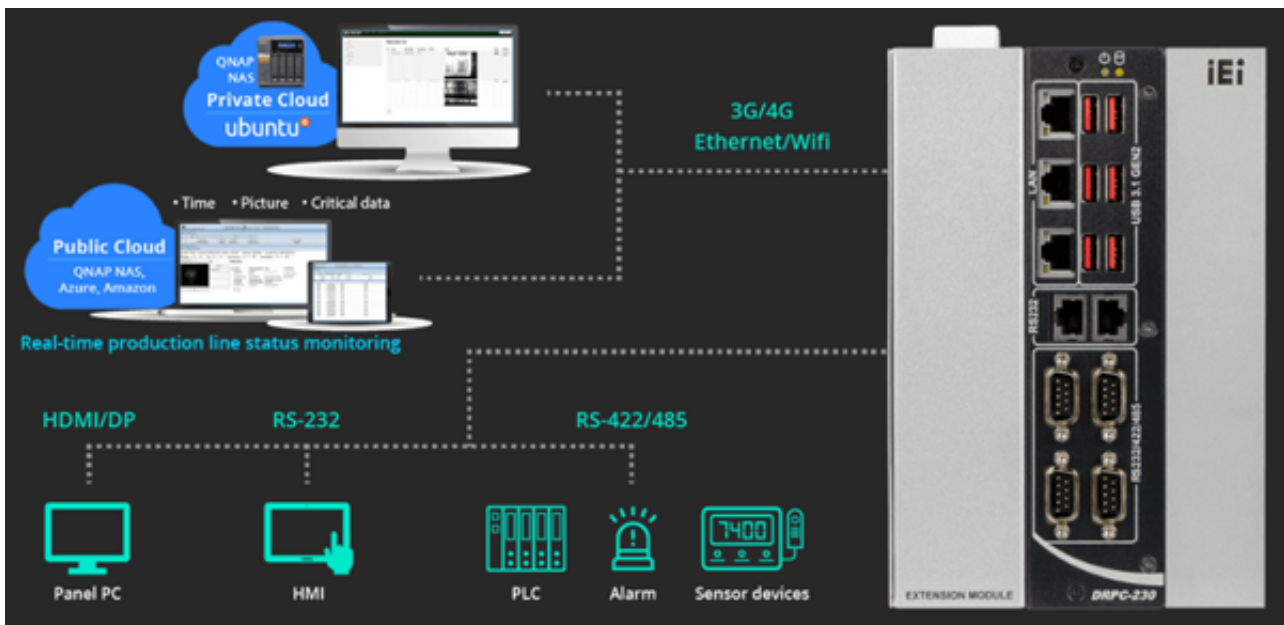 QNAP
NAS
Private Cloud
ubuntu
3G/4G
Ethernet/Wifi
• Time • Picture • Critical data
Public Cloud
QNAP NAS,
Azure, Amazon
Real-time production line status monitoring
HDMI/DP
RS-232
RS-422/485
Panel PC
HMI
7400
PLC
Alarm
Sensor devices
iEi
LAN
USB 3.1 GEN2
RS232
RS232/422/485
EXTENSION MODULE
DRPC-230